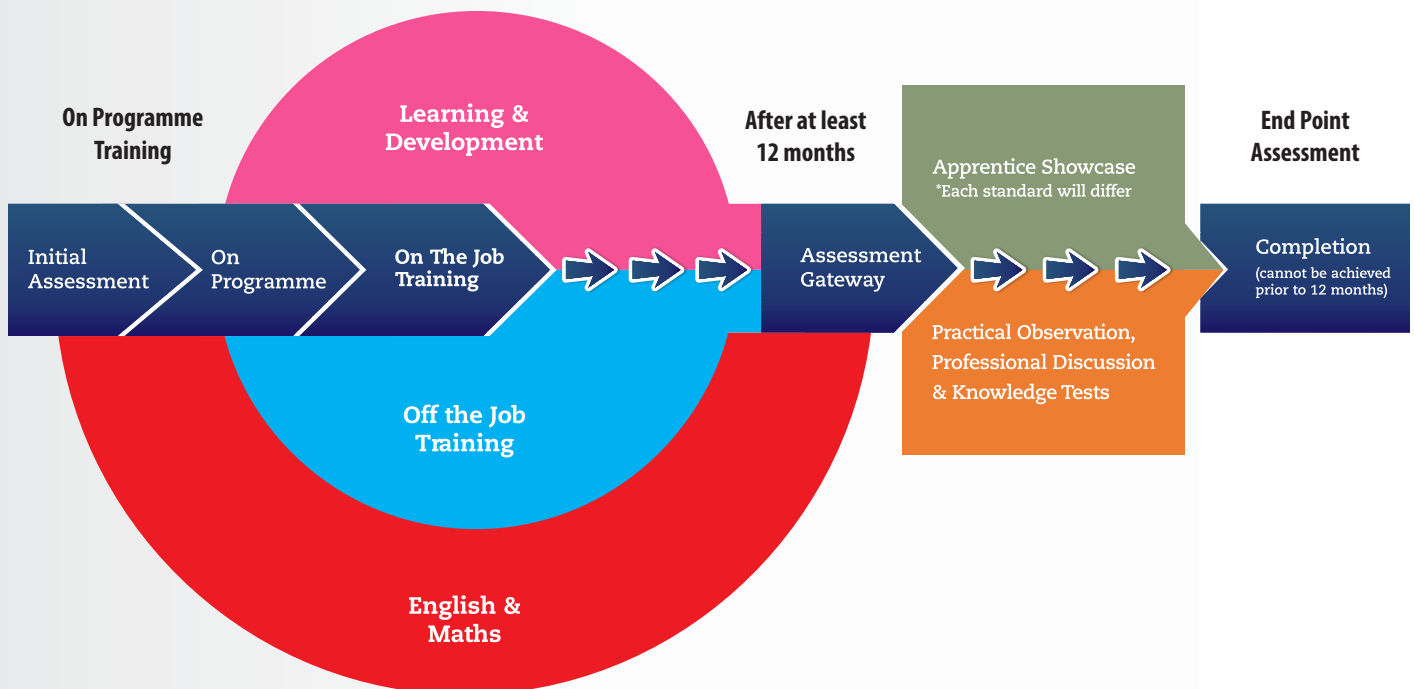 On Programme
Training
Learning &
Development
After at least
12 months
Apprentice Showcase
*Each standard will differ
End Point
Assessment
Initial
Assessment
On
Programme
On The Job
Training
Assessment
Gateway
Completion
(cannot be achieved
prior to 12 months)
Practical Observation,
Professional Discussion
& Knowledge Tests
Off the Job
Training
English &
Maths